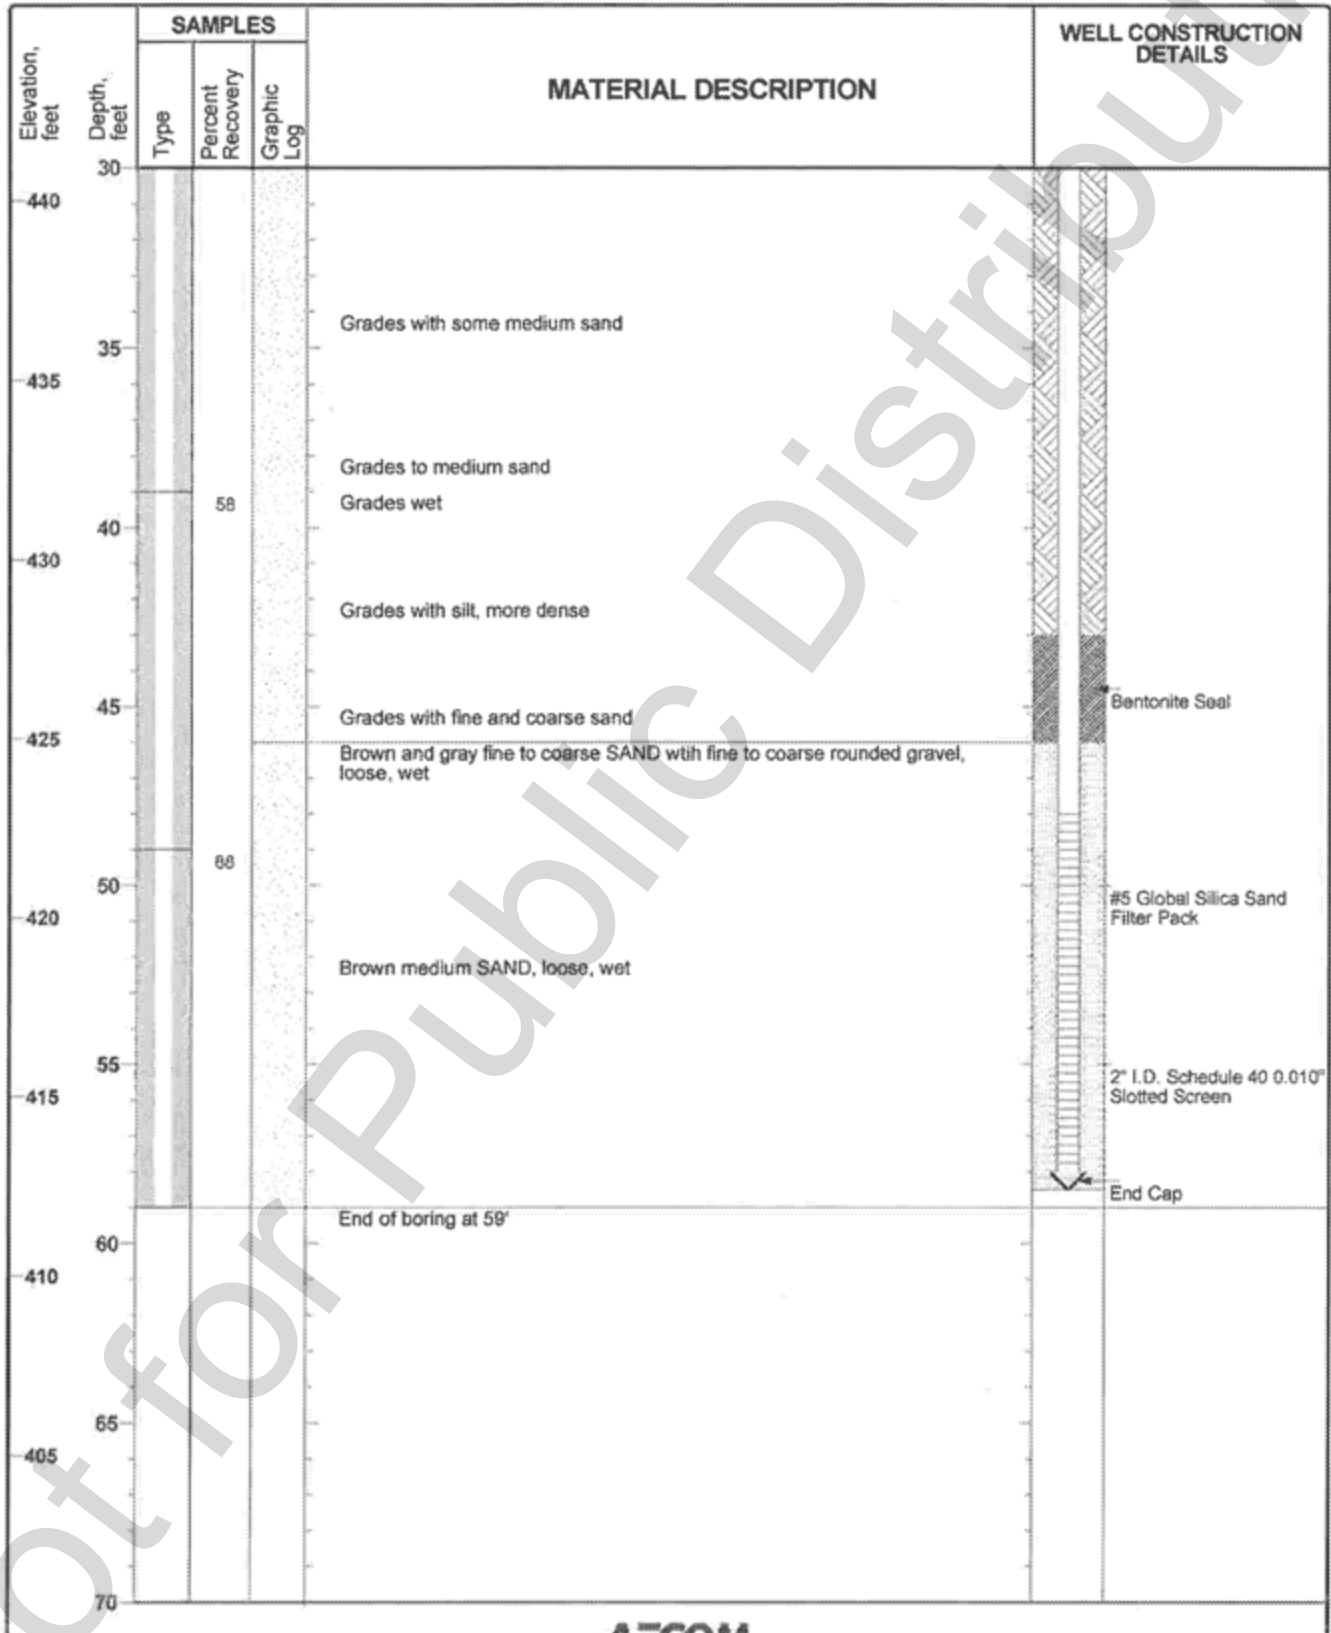 SAMPLES
WELL CONSTRUCTION
DETAILS
MATERIAL DESCRIPTION
Elevation,
feet
Depth,
feet
Type
Percent
Recovery
Graphic
Log
30
440
Grades with some medium sand
35
435
Grades to medium sand
58
Grades wet
40
430
Grades with silt, more dense
45
Bentonite Seal
Grades with fine and coarse sand
425
Brown and gray fine to coarse SAND wtih fine to coarse rounded gravel,
loose, wet
88
50
#5 Global Silica Sand
Filter Pack
420
Brown medium SAND, loose, wet
55
2" I.D. Schedule 40 0.010"
Slotted Screen
415
End Cap
End of boring at 59'
60
410
65
405
70
AECOM
ot for Public Distribut